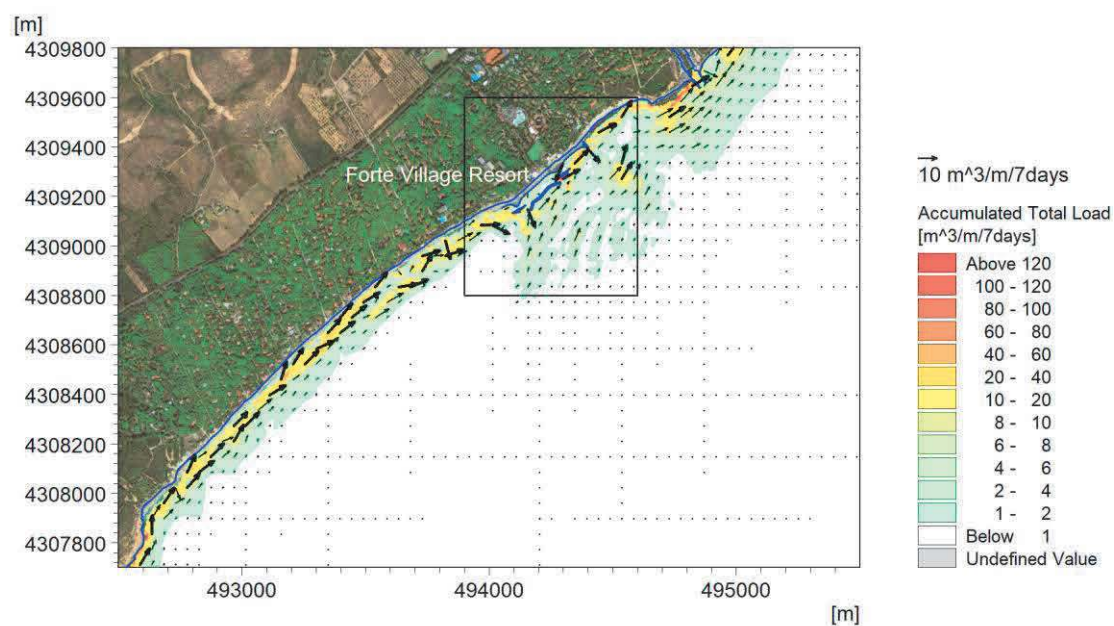 [m]
4309800
4309600
4309400
4309200
4309000
4308800
4308600
4308400
4308200
4308000
4307800
493000
494000
495000
[m]
Forte Village Resort
10 m^3/m/7days
Accumulated Total Load
[m^3/m/7days]
Above 120
100 - 120
80 - 100
60 - 80
40 - 60
20 - 40
10 - 20
8 - 10
6 - 8
4 - 6
2 - 4
1 - 2
Below 1
Undefined Value